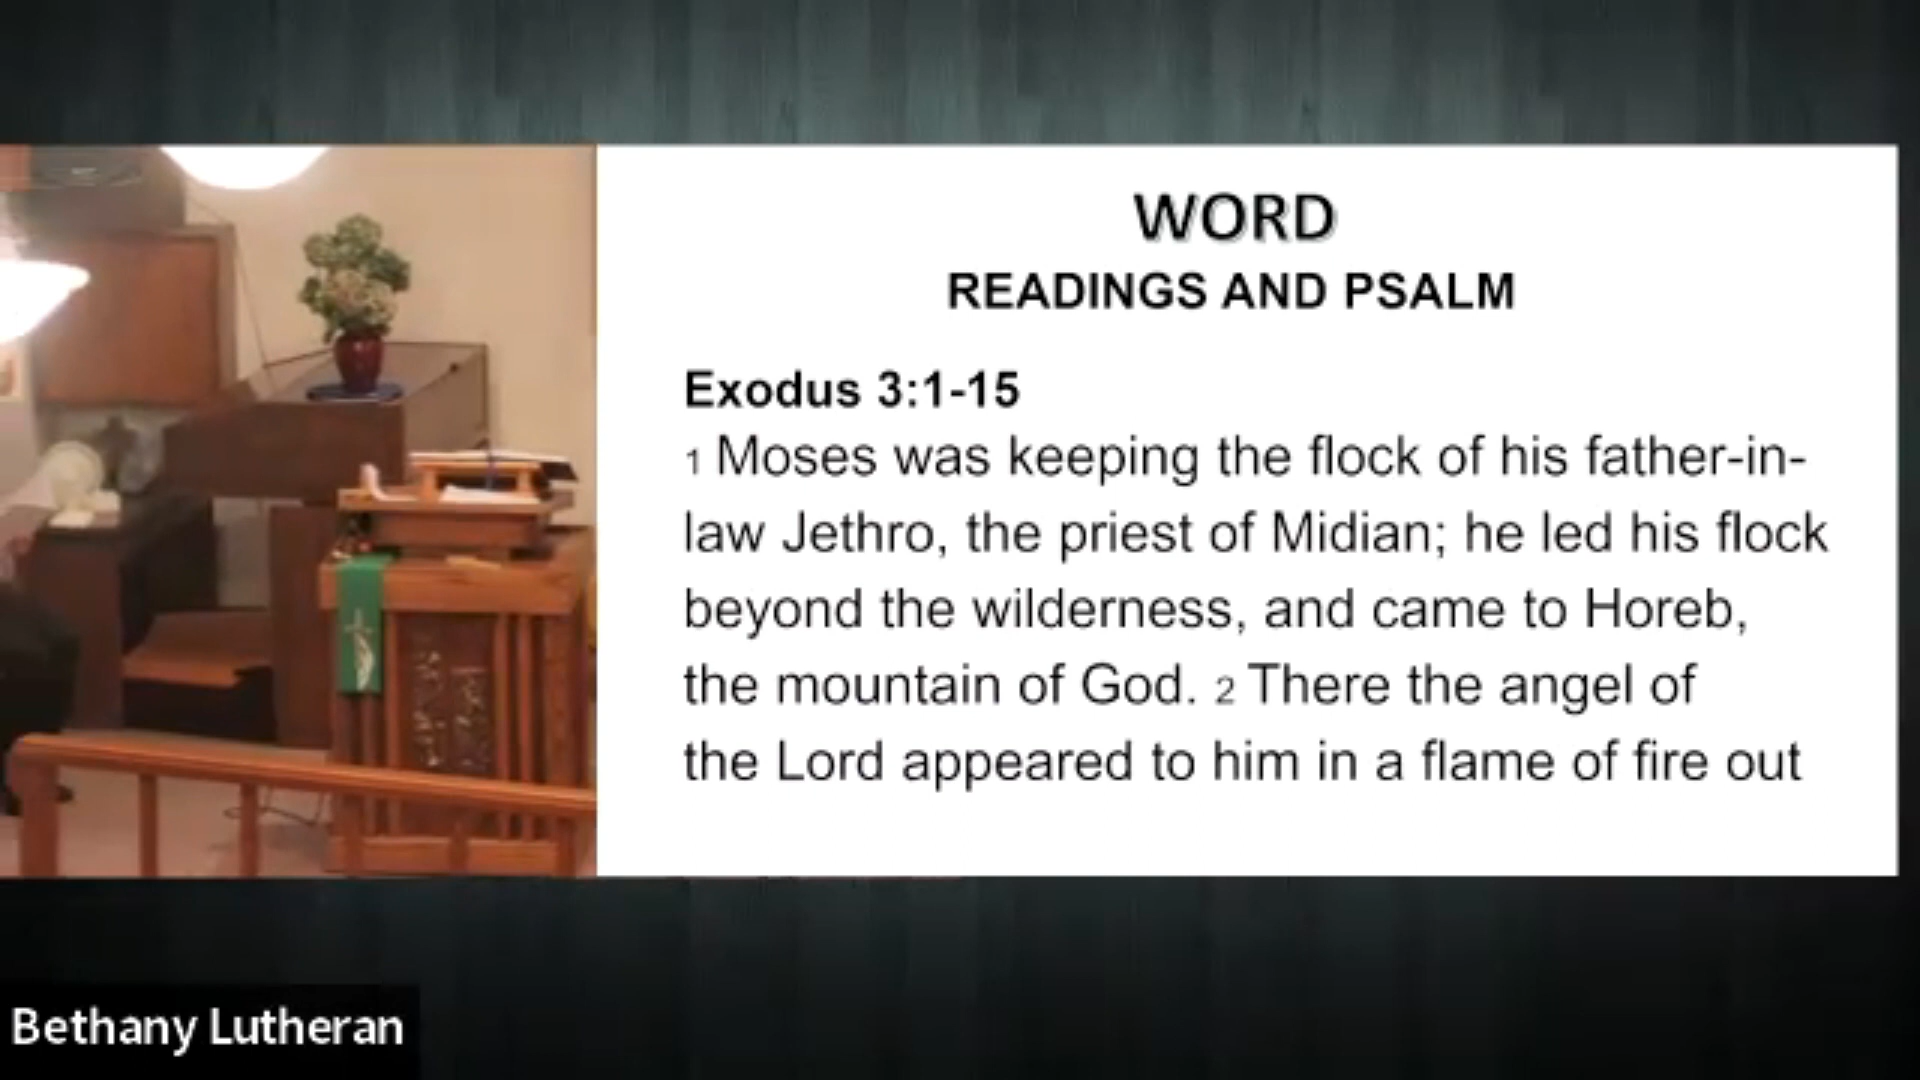 WORD
READINGS AND PSALM
Exodus 3:1-15
1 Moses was keeping the flock of his father-in-
law Jethro, the priest of Midian; he led his flock
beyond the wilderness, and came to Horeb,
the mountain of God. 2 There the angel of
the Lord appeared to him in a flame of fire out
Bethany Lutheran